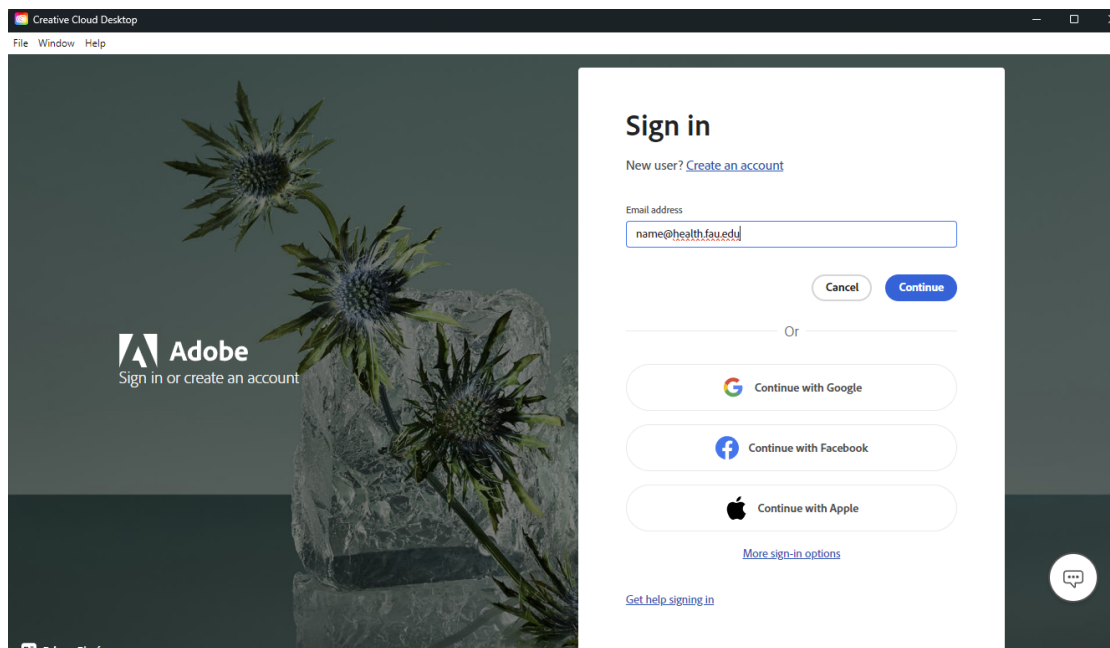 Creative Cloud Desktop
File Window Help
Sign in
New user? Create an account
Email address
name@health.fau.edu
Cancel Continue
Or
Adobe
Sign in or create an account
Continue with Google
Continue with Facebook
Continue with Apple
More sign-in options
Get help signing in